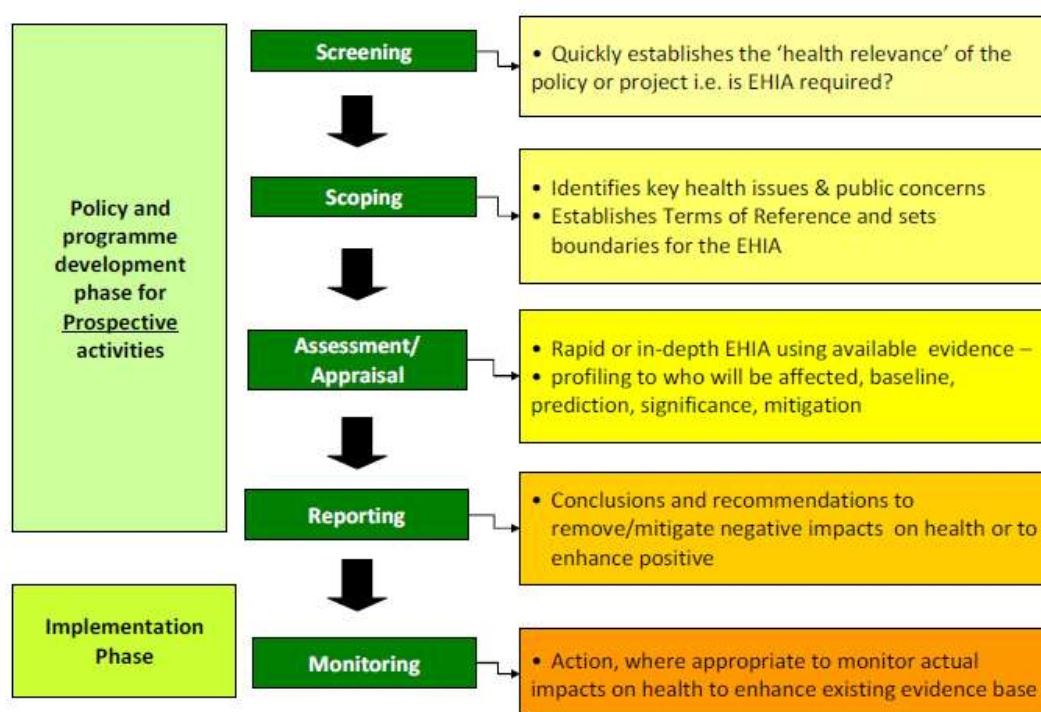 Screening
• Quickly establishes the ‘health relevance’ of the
policy or project i.e. is EHIA required?
Policy and
programme
development
phase for
Prospective
activities
Scoping
• Identifies key health issues & public concerns
• Establishes Terms of Reference and sets
boundaries for the EHIA
Assessment/
Appraisal
• Rapid or in-depth EHIA using available evidence –
• profiling to who will be affected, baseline,
prediction, significance, mitigation
Reporting
• Conclusions and recommendations to
remove/mitigate negative impacts on health or to
enhance positive
Implementation
Phase
Monitoring
• Action, where appropriate to monitor actual
impacts on health to enhance existing evidence base